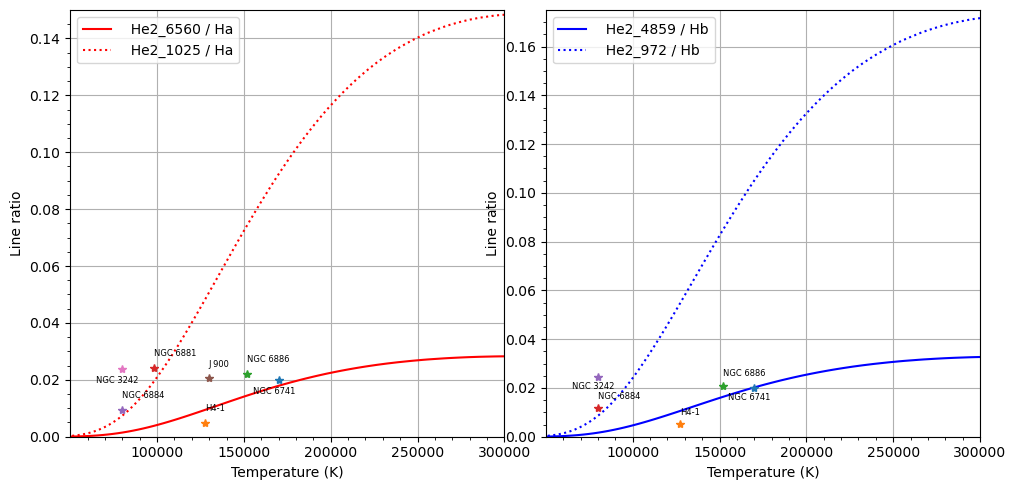 He2_6560 / Ha
He2_1025 / Ha
0.14
0.12
0.10
0.08
0.06
0.04
0.02
0.00
Line ratio
NGC 6881
NGC 3242
NGC 6884
J 900
NGC 6886
NGC 6741
H4-1
100000
150000
200000
250000
300000
Temperature (K)
He2_4859 / Hb
He2_972 / Hb
0.16
0.14
0.12
0.10
0.08
0.06
0.04
0.02
0.00
Line ratio
NGC 3242
NGC 6884
NGC 6886
NGC 6741
H4-1
100000
150000
200000
250000
300000
Temperature (K)